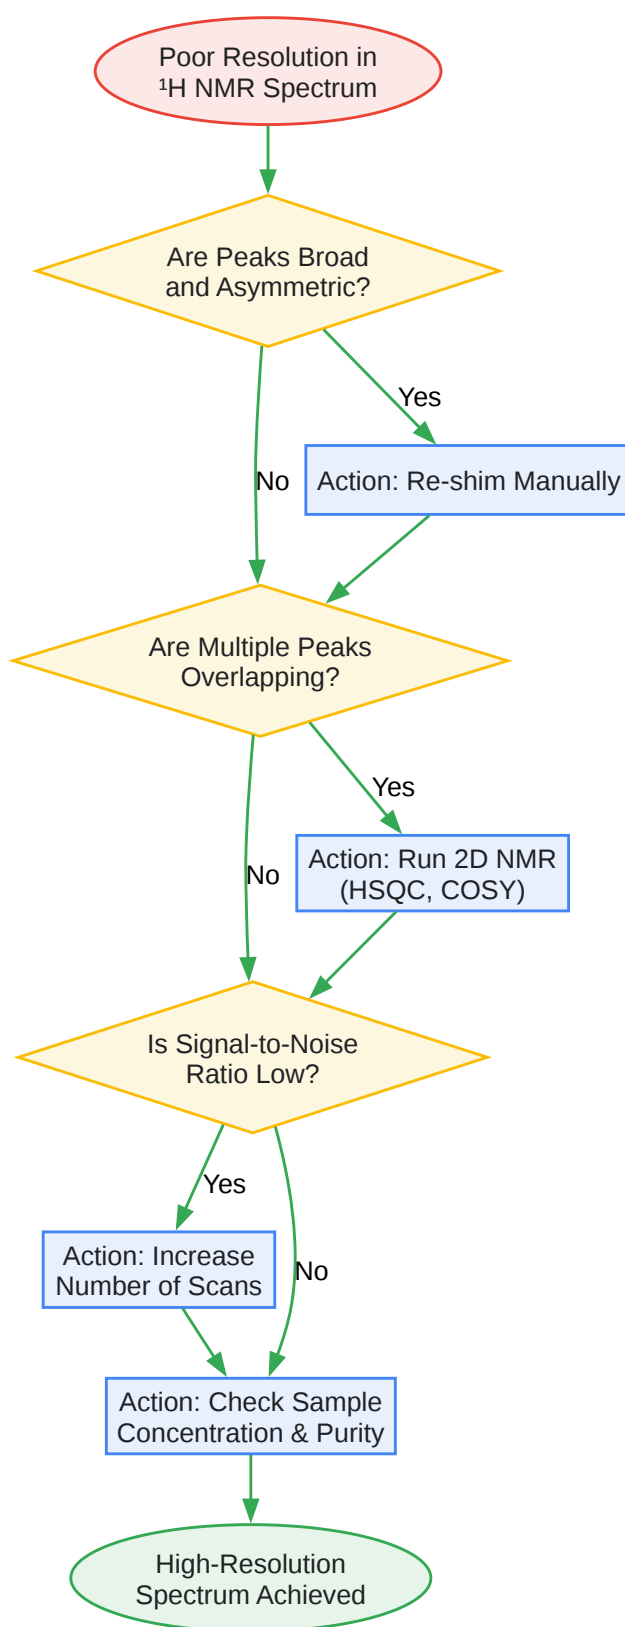 Poor Resolution in
¹H NMR Spectrum
Are Peaks Broad
and Asymmetric?
Yes
No
Action: Re-shim Manually
Are Multiple Peaks
Overlapping?
Yes
No
Action: Run 2D NMR
(HSQC, COSY)
Is Signal-to-Noise
Ratio Low?
Yes
No
Action: Increase
Number of Scans
Action: Check Sample
Concentration & Purity
High-Resolution
Spectrum Achieved